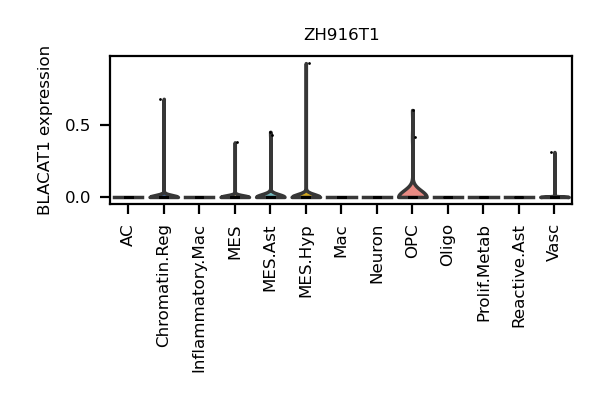 ZH916T1
BLACAT1 expression
0.5
0.0
AC
Chromatin.Reg
Inflammatory.Mac
MES
MES.Ast
MES.Hyp
Mac
Neuron
OPC
Oligo
Prolif.Metab
Reactive.Ast
Vasc